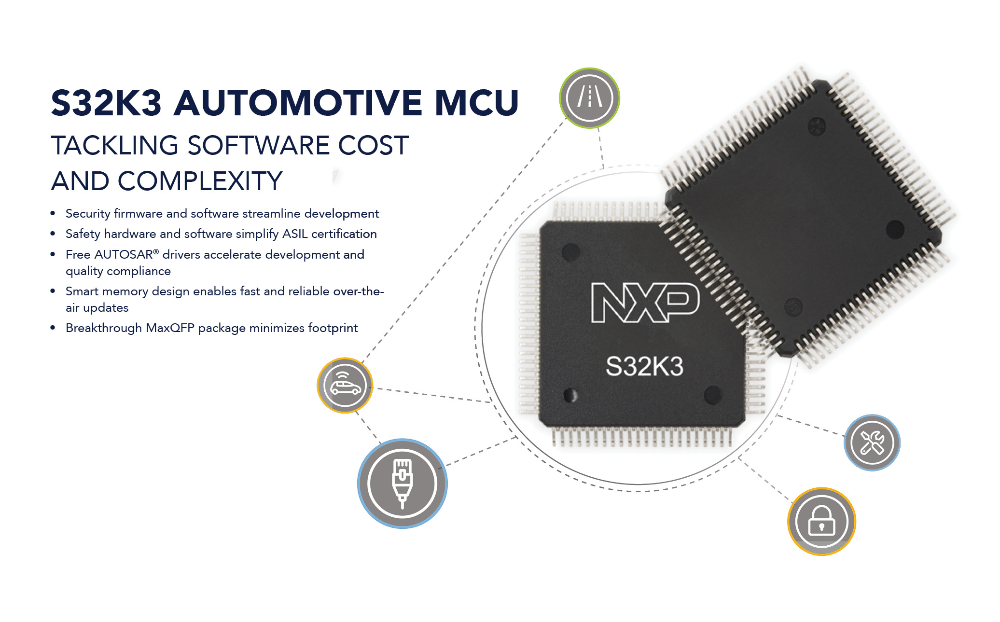 S32K3 AUTOMOTIVE MCU
TACKLING SOFTWARE COST
AND COMPLEXITY
• Security firmware and software streamline development
• Safety hardware and software simplify ASIL certification
• Free AUTOSAR® drivers accelerate development and
quality compliance
• Smart memory design enables fast and reliable over-the-
air updates
• Breakthrough MaxQFP package minimizes footprint
NXP
S32K3